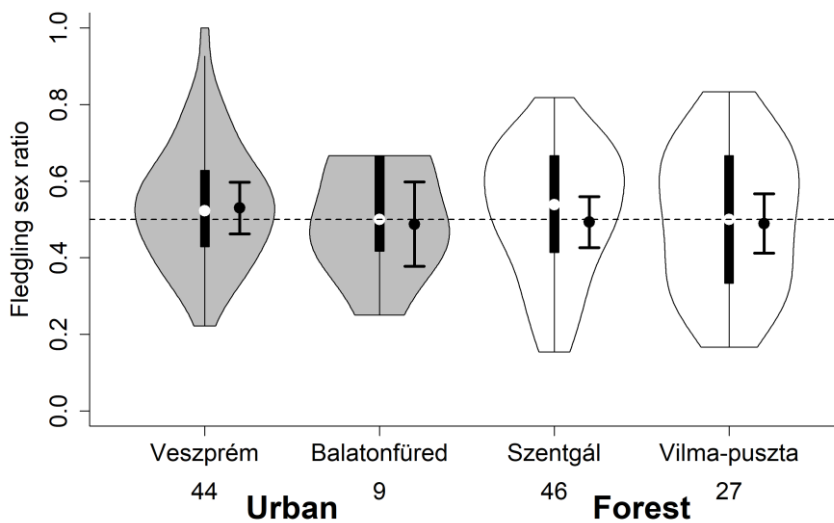 Fledgling sex ratio
1.0
0.8
0.6
0.4
0.2
0.0
Veszprém Balatonfüred Szentgál Vilma-puszta
44 9 46 27
Urban Forest